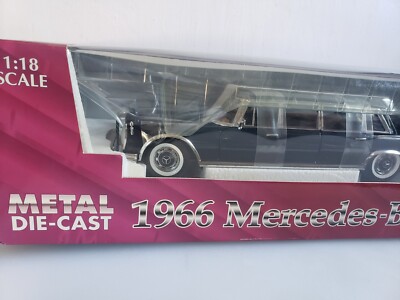 1:18
SCALE
METAL
DIE-CAST
1966 Mercedes-B